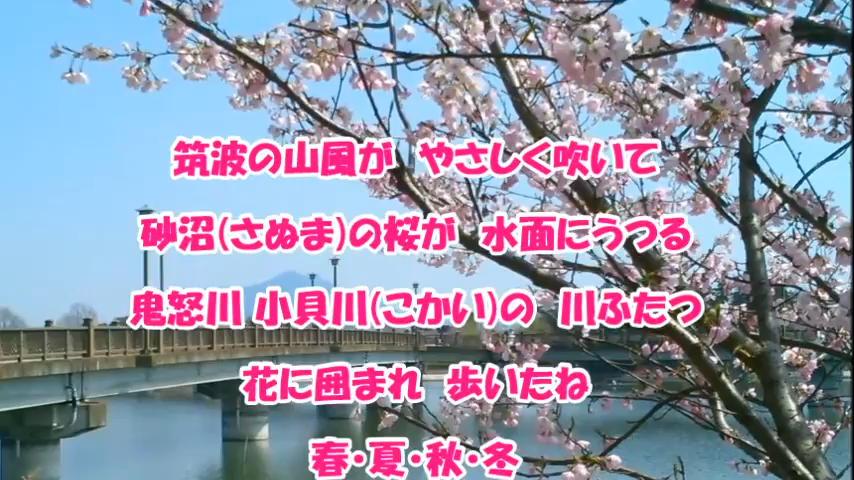 筑波の山風が　やさしく吹いて
砂沼(さぬま)の桜が　水面にうつる
鬼怒川 小貝川(こかい)の　川ふたつ
花に囲まれ　歩いたね
春・夏・秋・冬